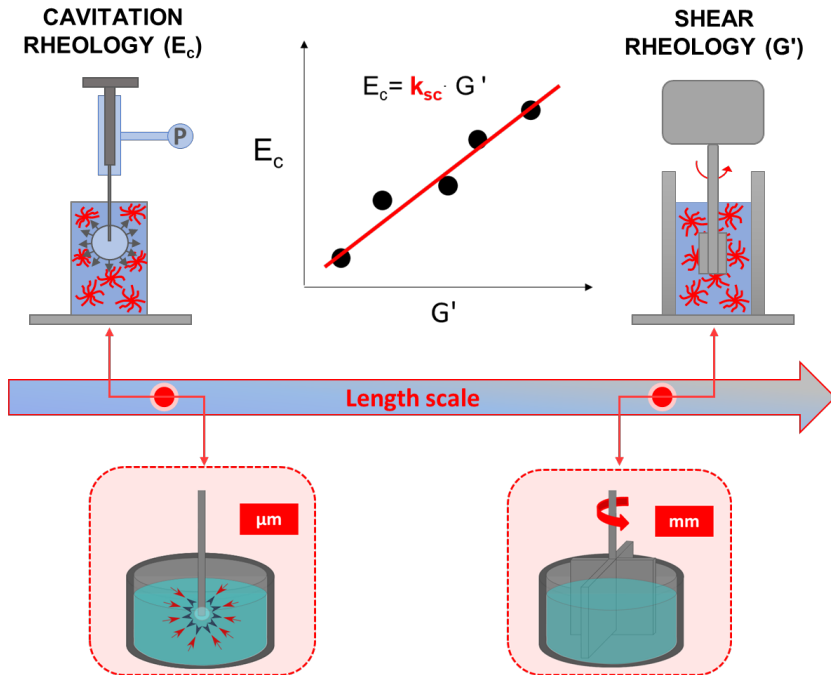 CAVITATION
RHEOLOGY (Ec)
P
Ec= ksc· G '
Ec
G'
SHEAR
RHEOLOGY (G')
Length scale
µm
mm